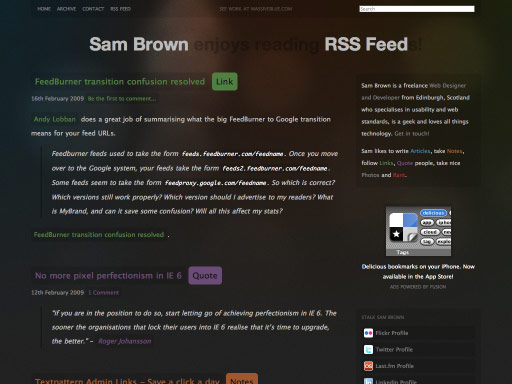 HOME ARCHIVE CONTACT RSS FEED SEE WORK AT MASSIVEBLUE.COM Search
Sam Brown enjoys reading RSS Feeds!
FeedBurner transition confusion resolved Link
16th February 2009 Be the first to comment...
Andy Lobban does a great job of summarising what the big FeedBurner to Google transition
means for your feed URLs.
Feedburner feeds used to take the form feeds.feedburner.com/feedname. Once you move
over to the Google system, your feeds take the form feeds2.feedburner.com/feedname.
Some feeds seem to take the form feedproxy.google.com/feedname. So which is correct?
Which versions still work properly? Which version should I advertise to my readers? What
is MyBrand, and can it save some confusion? Will all this affect my stats?
FeedBurner transition confusion resolved .
No more pixel perfectionism in IE 6 Quote
12th February 2009 1 Comment
"If you are in the position to do so, start letting go of achieving perfectionism in IE 6. The
sooner the organisations that lock their users into IE 6 realise that it's time to upgrade,
the better." – Roger Johansson
Textpattern Admin Links – Save a click a day Notes
Sam Brown is a freelance Web Designer
and Developer from Edinburgh, Scotland
who specialises in usability and web
standards, is a geek and loves all things
technology. Get in touch!
Sam likes to write Articles, take Notes,
follow Links, Quote people, take nice
Photos and Rant.
delicious
app
cloud
tag explo
Tags
Delicious bookmarks on your iPhone. Now
available in the App Store!
ADS POWERED BY FUSION
STALK SAM BROWN
Flickr Profile
Twitter Profile
Last.fm Profile
LinkedIn Profile